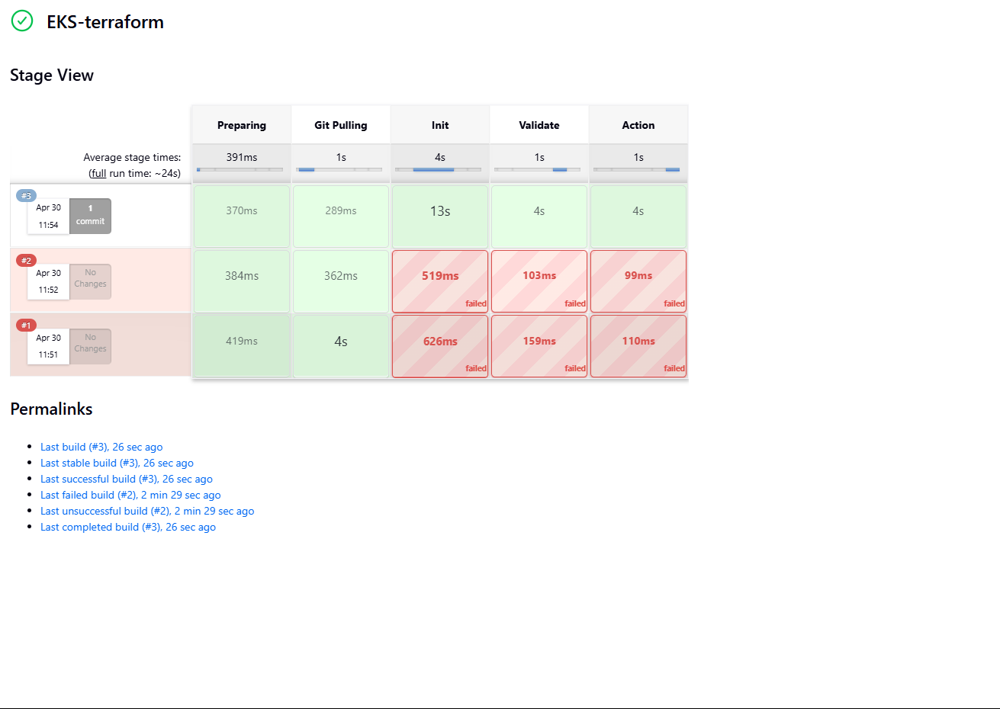 EKS-terraform
Stage View
Preparing Git Pulling Init Validate Action
Average stage times: 391ms 1s 4s 1s 1s
(full run time: ~24s)
#3
Apr 30 1
11:54 commit
370ms 289ms 13s 4s 4s
#2
Apr 30 No
11:52 Changes
384ms 362ms 519ms 103ms 99ms
failed failed failed
#1
Apr 30 No
11:51 Changes
419ms 4s 626ms 159ms 110ms
failed failed failed
Permalinks
Last build (#3), 26 sec ago
Last stable build (#3), 26 sec ago
Last successful build (#3), 26 sec ago
Last failed build (#2), 2 min 29 sec ago
Last unsuccessful build (#2), 2 min 29 sec ago
Last completed build (#3), 26 sec ago